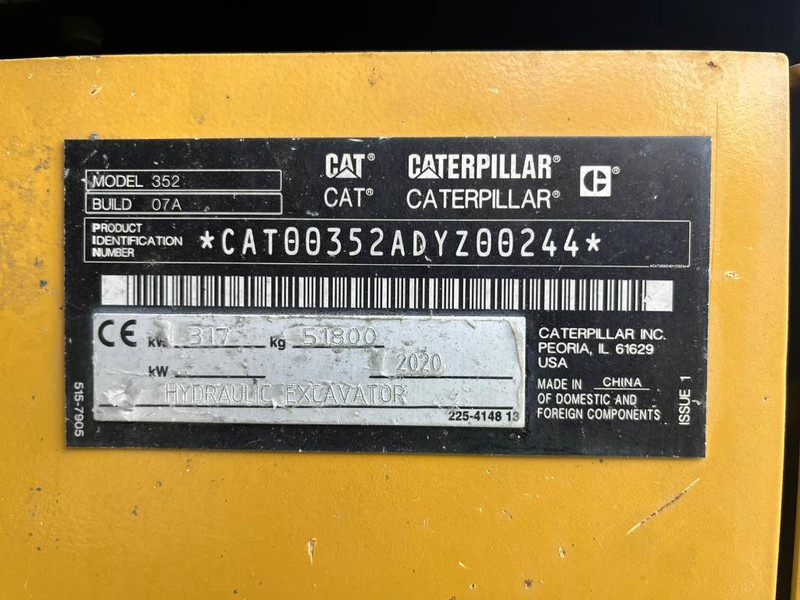 CAT® CATERPILLAR®
MODEL 352
CAT® CATERPILLAR® C
BUILD 07A
PRODUCT
IDENTIFICATION
NUMBER
*CAT00352ADYZ00244*
CE kW 317 kg 51800
kW 2020
HYDRAULIC EXCAVATOR
225-4148 13
CATERPILLAR INC.
PEORIA, IL 61629
USA
MADE IN CHINA
OF DOMESTIC AND
FOREIGN COMPONENTS
ISSUE 1
515-7905